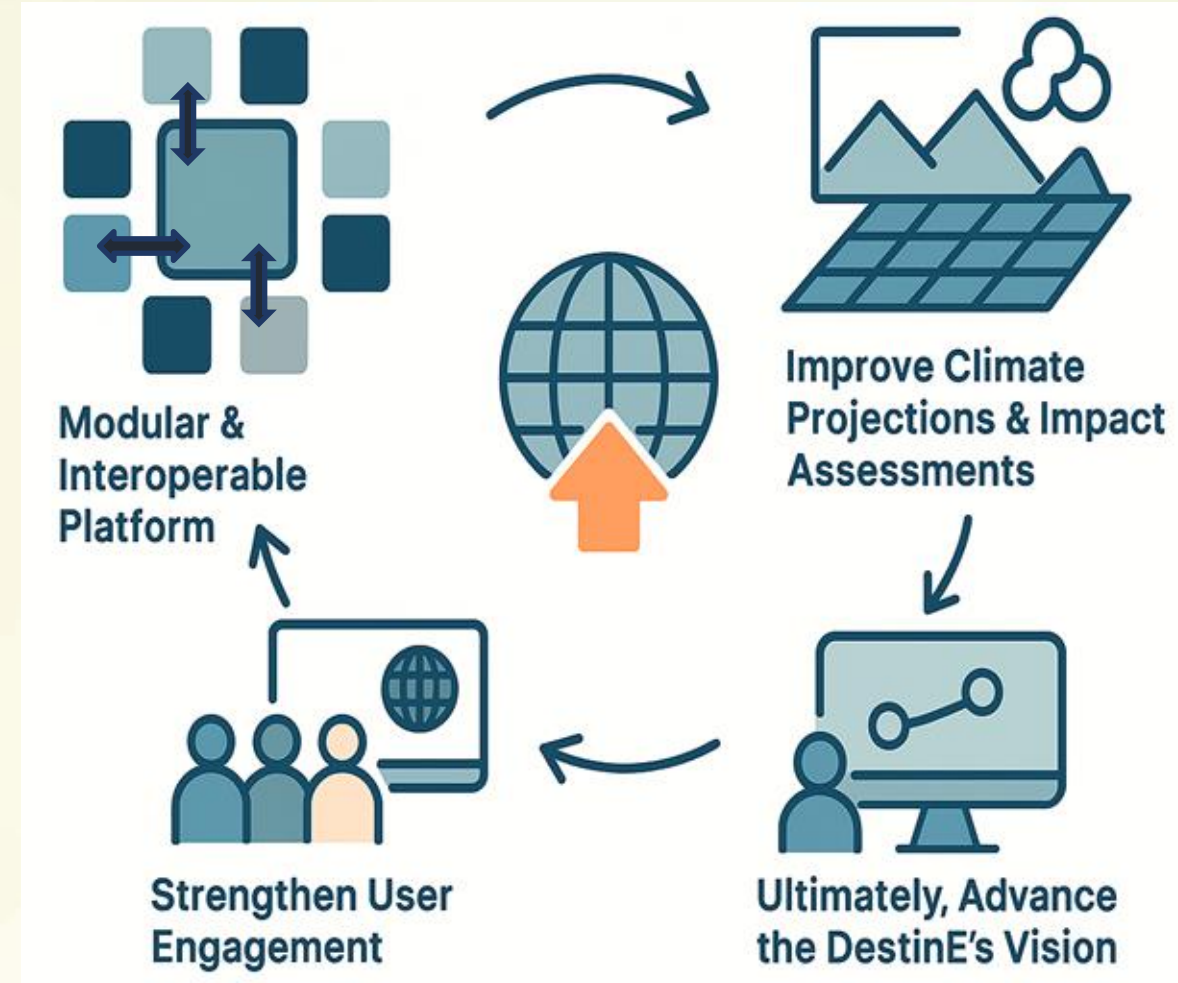 Modular &
Interoperable
Platform
Improve Climate
Projections & Impact
Assessments
Strengthen User
Engagement
Ultimately, Advance
the DestinE's Vision